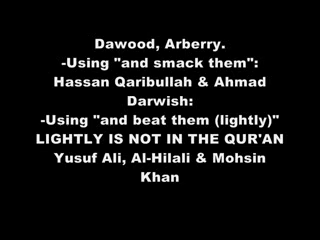 Dawood, Arberry.
-Using "and smack them":
Hassan Qaribullah & Ahmad
Darwish:
-Using "and beat them (lightly)"
LIGHTLY IS NOT IN THE QUR'AN
Yusuf Ali, Al-Hilali & Mohsin
Khan